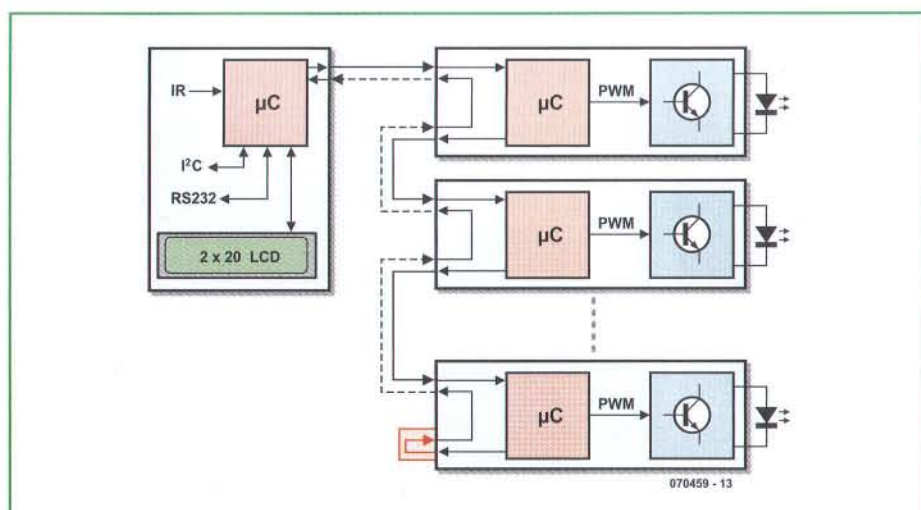 IR
µC
I²C
RS232
2 x 20 LCD
µC
PWM
µC
PWM
µC
PWM
070459 - 13